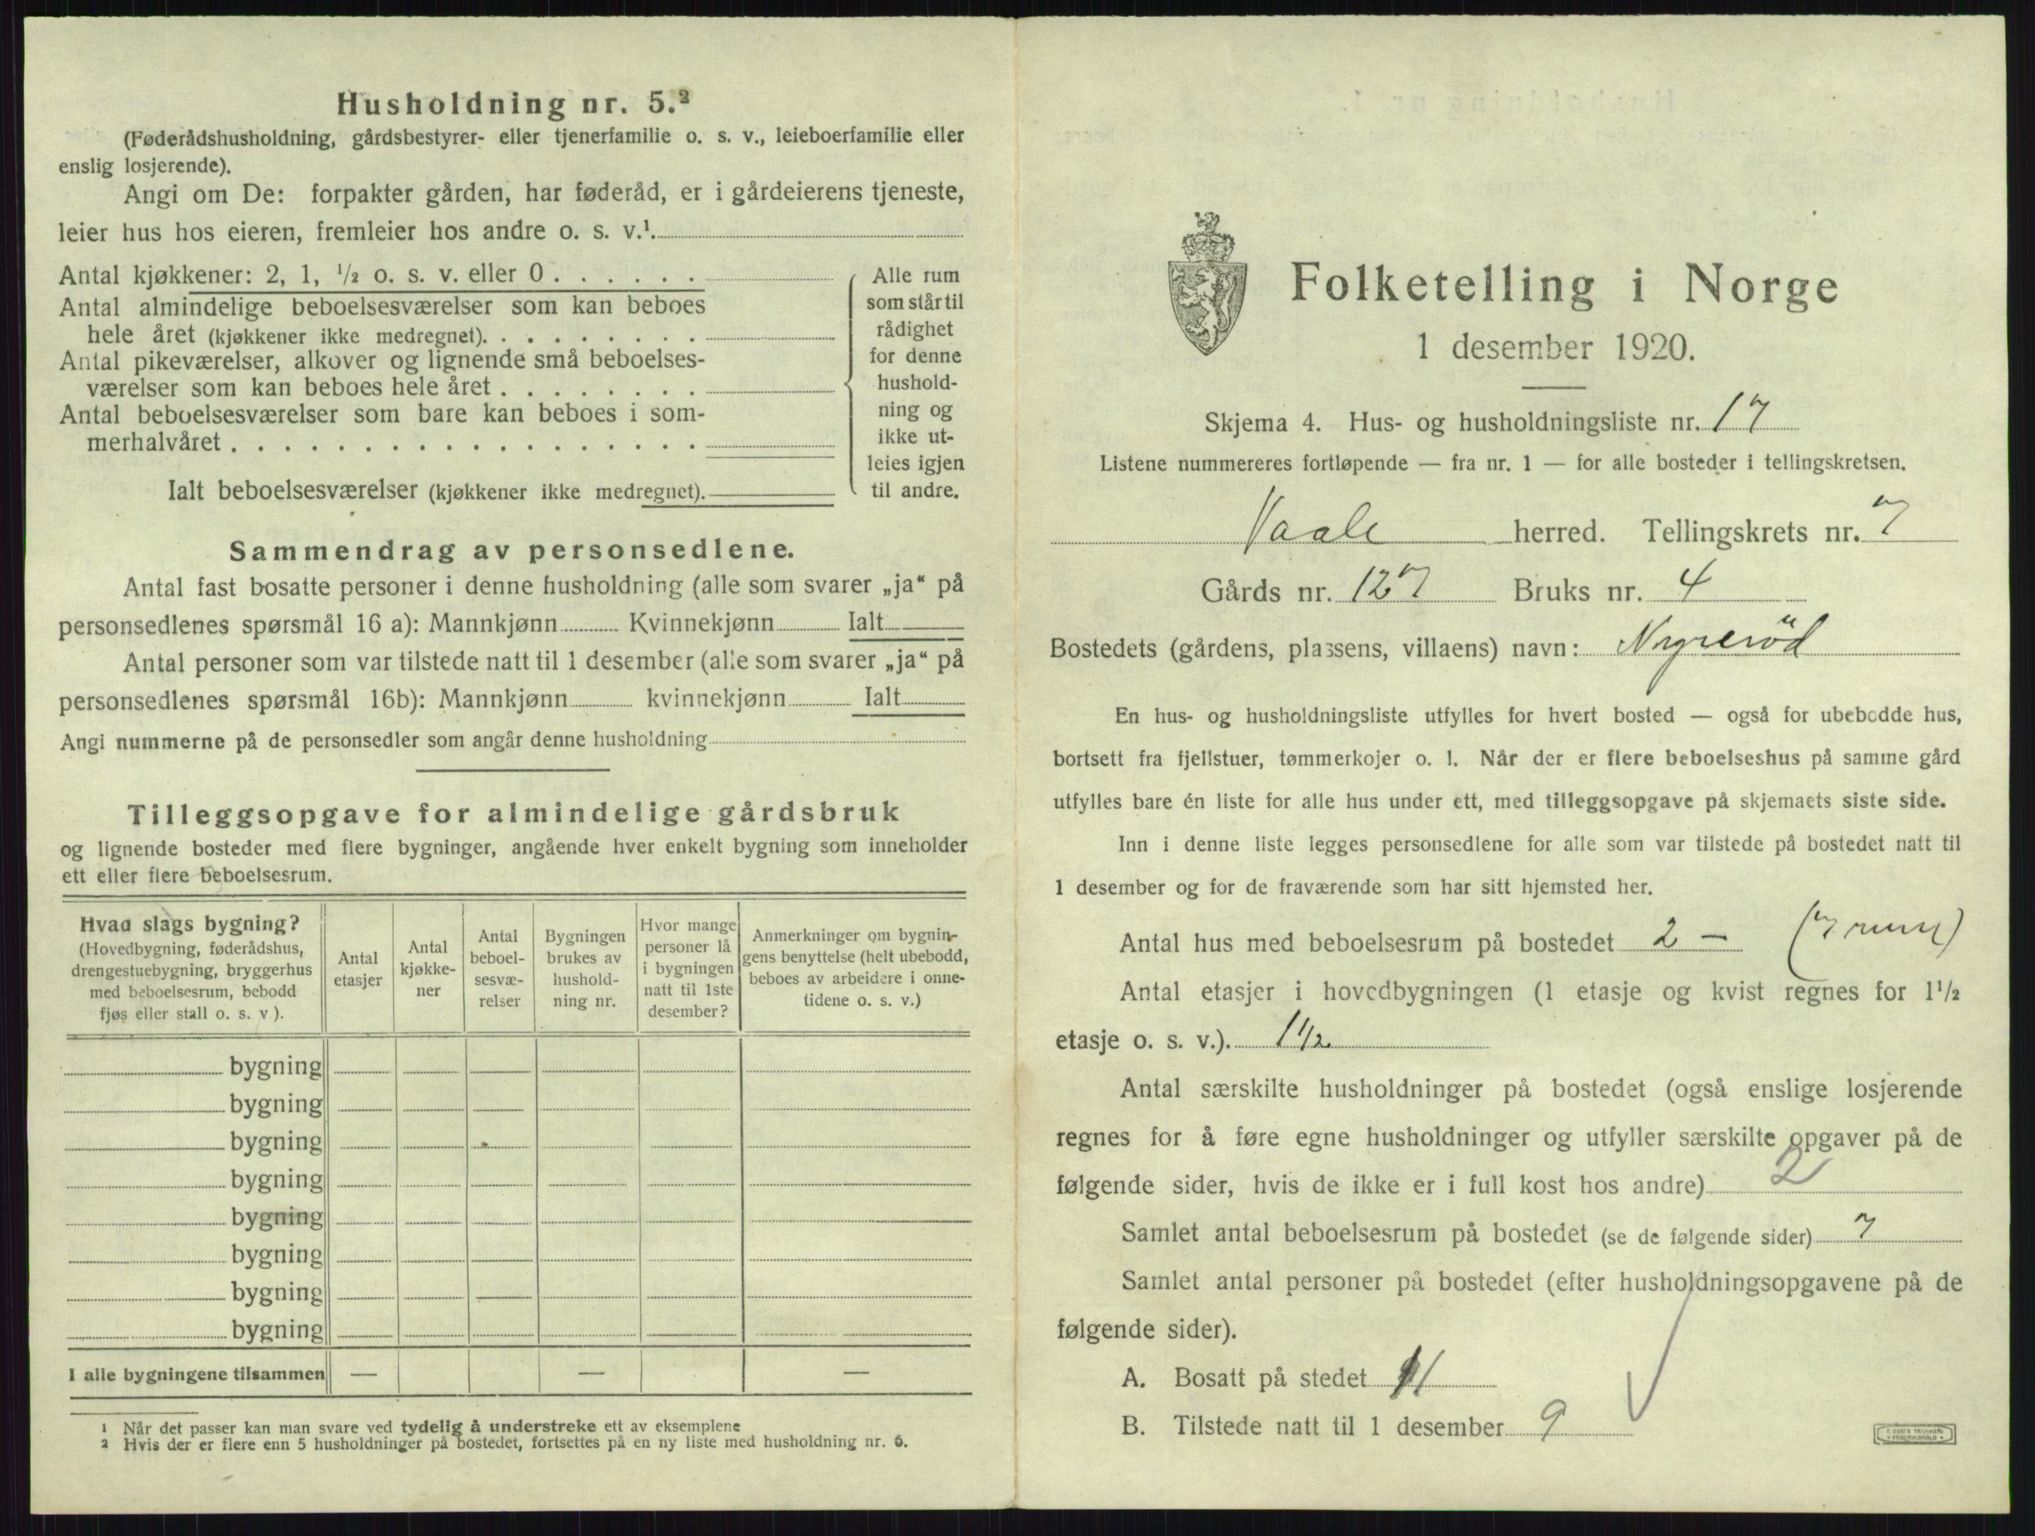 Husholdning nr. 5.²
(Føderådshusholdning, gårdsbestyrer- eller tjenerfamilie o. s. v., leieboerfamilie eller
enslig losjerende).
Angi om De: forpakter gården, har føderåd, er i gårdeierens tjeneste,
leier hus hos eieren, fremleier hos andre o. s. v.¹.
Antal kjøkkener: 2, 1, ½ o. s. v. eller 0 . . . . . .
Antal almindelige beboelsesværelser som kan beboes
hele året (kjøkkener ikke medregnet). . . . . . . . .
Antal pikeværelser, alkover og lignende små beboelses-
værelser som kan beboes hele året . . . . . . . .
Antal beboelsesværelser som bare kan beboes i som-
merhalvåret . . . . . . . . . . . . . . . . . .
Ialt beboelsesværelser (kjøkkener ikke medregnet).
Alle rum
som står til
rådighet
for denne
hushold-
ning og
ikke ut-
leies igjen
til andre.
Sammendrag av personsedlene.
Antal fast bosatte personer i denne husholdning (alle som svarer „ja“ på
personsedlenes spørsmål 16 a): Mannkjønn Kvinnekjønn Ialt
Antal personer som var tilstede natt til 1 desember (alle som svarer „ja“ på
personsedlenes spørsmål 16b): Mannkjønn kvinnekjønn Ialt
Angi nummerne på de personsedler som angår denne husholdning
Tilleggsopgave for almindelige gårdsbruk
og lignende bosteder med flere bygninger, angående hver enkelt bygning som inneholder
ett eller flere beboelsesrum.
Hvad slags bygning?
(Hovedbygning, føderådshus,
drengestuebygning, bryggerhus
med beboelsesrum, bebodd
fjøs eller stall o. s. v ).
Antal
etasjer
Antal
kjøkke-
ner
Antal
beboel-
sesvæ-
relser
Bygningen
brukes av
hushold-
ning nr.
Hvor mange
personer lå
i bygningen
natt til 1ste
desember?
Anmerkninger om bygnin-
gens benyttelse (helt ubebodd,
beboes av arbeidere i onne-
tidene o. s. v.)
bygning
bygning
bygning
bygning
bygning
bygning
bygning
bygning
I alle bygningene tilsammen — — —
¹ Når det passer kan man svare ved tydelig å understreke ett av eksemplene
² Hvis der er flere enn 5 husholdninger på bostedet, fortsettes på en ny liste med husholdning nr. 6.
Folketelling i Norge
1 desember 1920.
Skjema 4. Hus- og husholdningsliste nr. 17
Listene nummereres fortløpende — fra nr. 1 — for alle bosteder i tellingskretsen.
Vaale herred. Tellingskrets nr. 7
Gårds nr. 127 Bruks nr. 4
Bostedets (gårdens, plassens, villaens) navn:
En hus- og husholdningsliste utfylles for hvert bosted — også for ubebodde hus,
bortsett fra fjellstuer, tømmerkojer o. l. Når der er flere beboelseshus på samme gård
utfylles bare én liste for alle hus under ett, med tilleggsopgave på skjemaets siste side.
Inn i denne liste legges personsedlene for alle som var tilstede på bostedet natt til
1 desember og for de fraværende som har sitt hjemsted her.
Antal hus med beboelsesrum på bostedet 2 — (7 rum)
Antal etasjer i hovedbygningen (1 etasje og kvist regnes for 1½
etasje o. s. v.). 1½
Antal særskilte husholdninger på bostedet (også enslige losjerende
regnes for å føre egne husholdninger og utfyller særskilte opgaver på de
følgende sider, hvis de ikke er i full kost hos andre) 2
Samlet antal beboelsesrum på bostedet (se de følgende sider) 7
Samlet antal personer på bostedet (efter husholdningsopgavene på de
følgende sider).
A. Bosatt på stedet 11
B. Tilstede natt til 1 desember 9